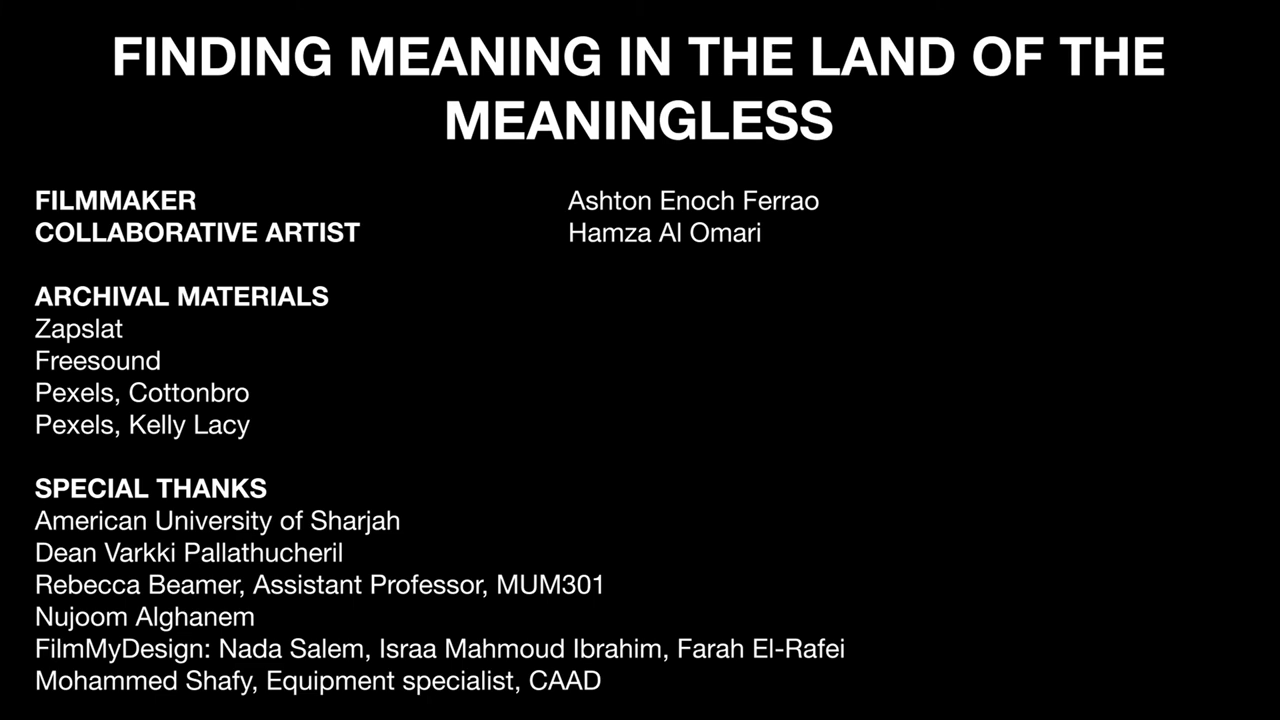 FINDING MEANING IN THE LAND OF THE
MEANINGLESS
FILMMAKER Ashton Enoch Ferrao
COLLABORATIVE ARTIST Hamza Al Omari
ARCHIVAL MATERIALS
Zapslat
Freesound
Pexels, Cottonbro
Pexels, Kelly Lacy
SPECIAL THANKS
American University of Sharjah
Dean Varkki Pallathucheril
Rebecca Beamer, Assistant Professor, MUM301
Nujoom Alghanem
FilmMyDesign: Nada Salem, Israa Mahmoud Ibrahim, Farah El-Rafei
Mohammed Shafy, Equipment specialist, CAAD